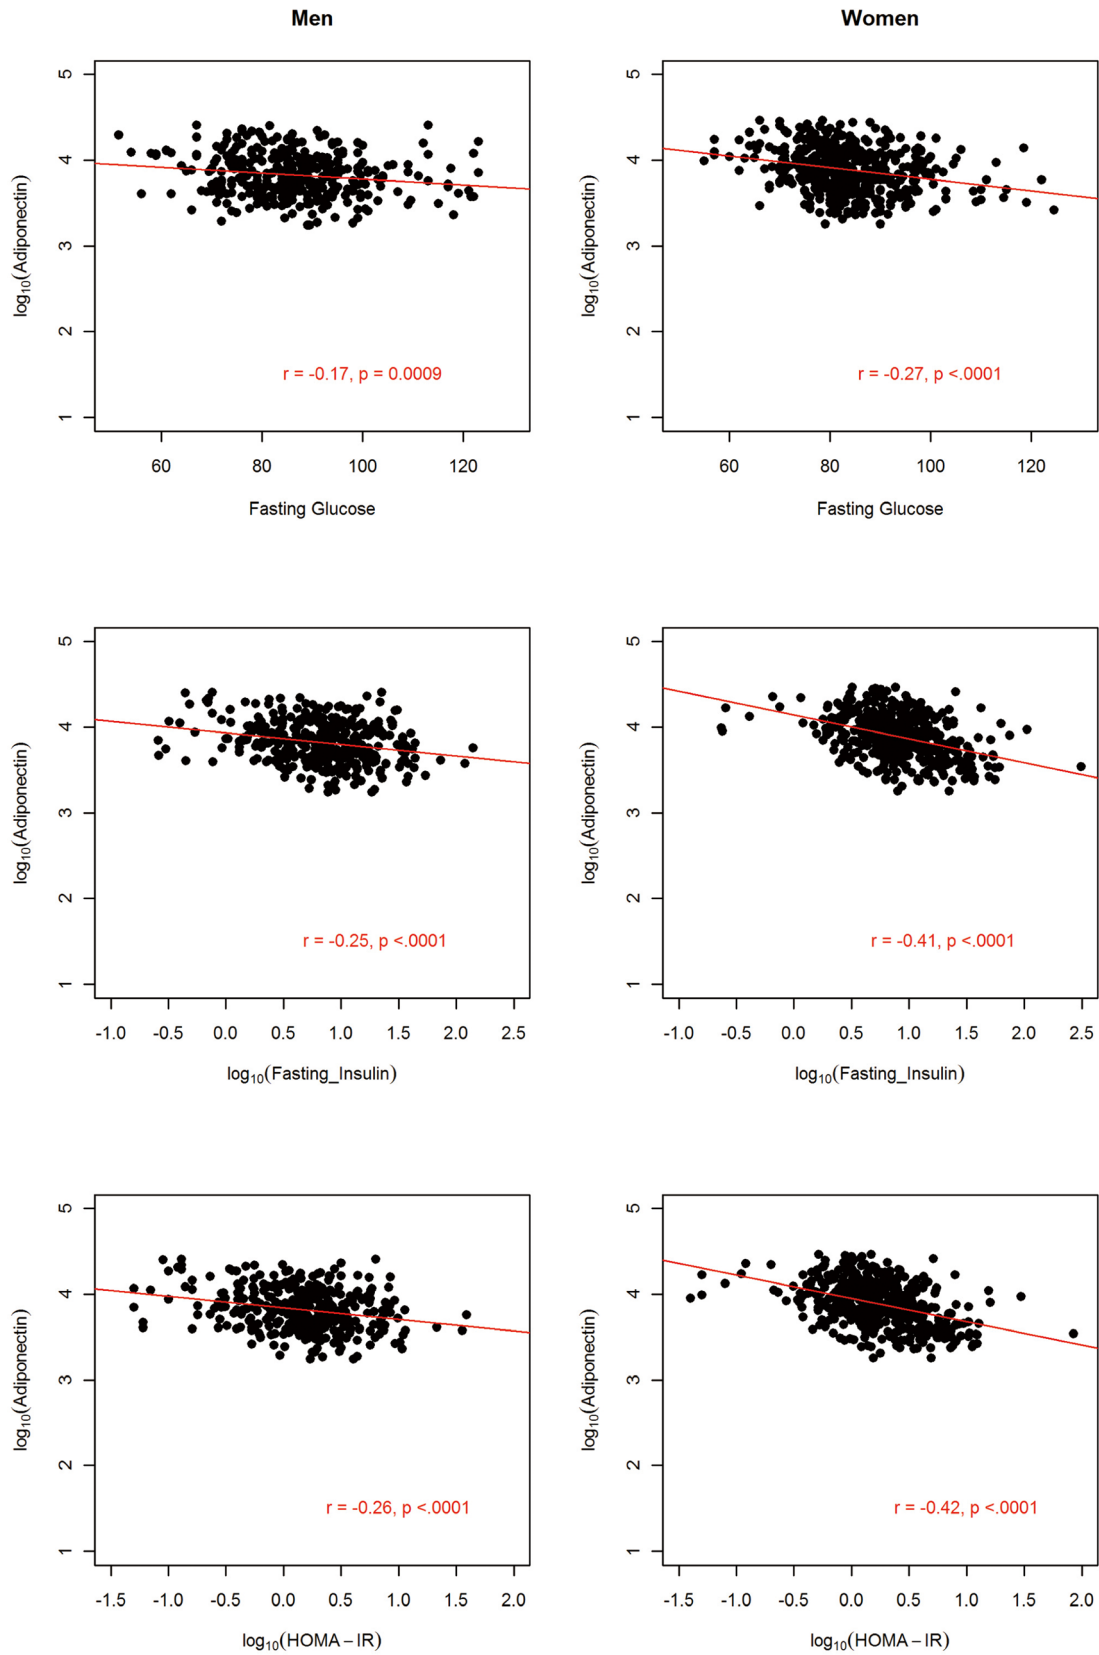 Men
Women
5
4
3
2
1
log10(Adiponectin)
r = -0.17, p = 0.0009
60 80 100 120
Fasting Glucose
5
4
3
2
1
log10(Adiponectin)
r = -0.27, p <.0001
60 80 100 120
Fasting Glucose
5
4
3
2
1
log10(Adiponectin)
r = -0.25, p <.0001
-1.0 -0.5 0.0 0.5 1.0 1.5 2.0 2.5
log10(Fasting_Insulin)
5
4
3
2
1
log10(Adiponectin)
r = -0.41, p <.0001
-1.0 -0.5 0.0 0.5 1.0 1.5 2.0 2.5
log10(Fasting_Insulin)
5
4
3
2
1
log10(Adiponectin)
r = -0.26, p <.0001
-1.5 -1.0 -0.5 0.0 0.5 1.0 1.5 2.0
log10(HOMA – IR)
5
4
3
2
1
log10(Adiponectin)
r = -0.42, p <.0001
-1.5 -1.0 -0.5 0.0 0.5 1.0 1.5 2.0
log10(HOMA – IR)